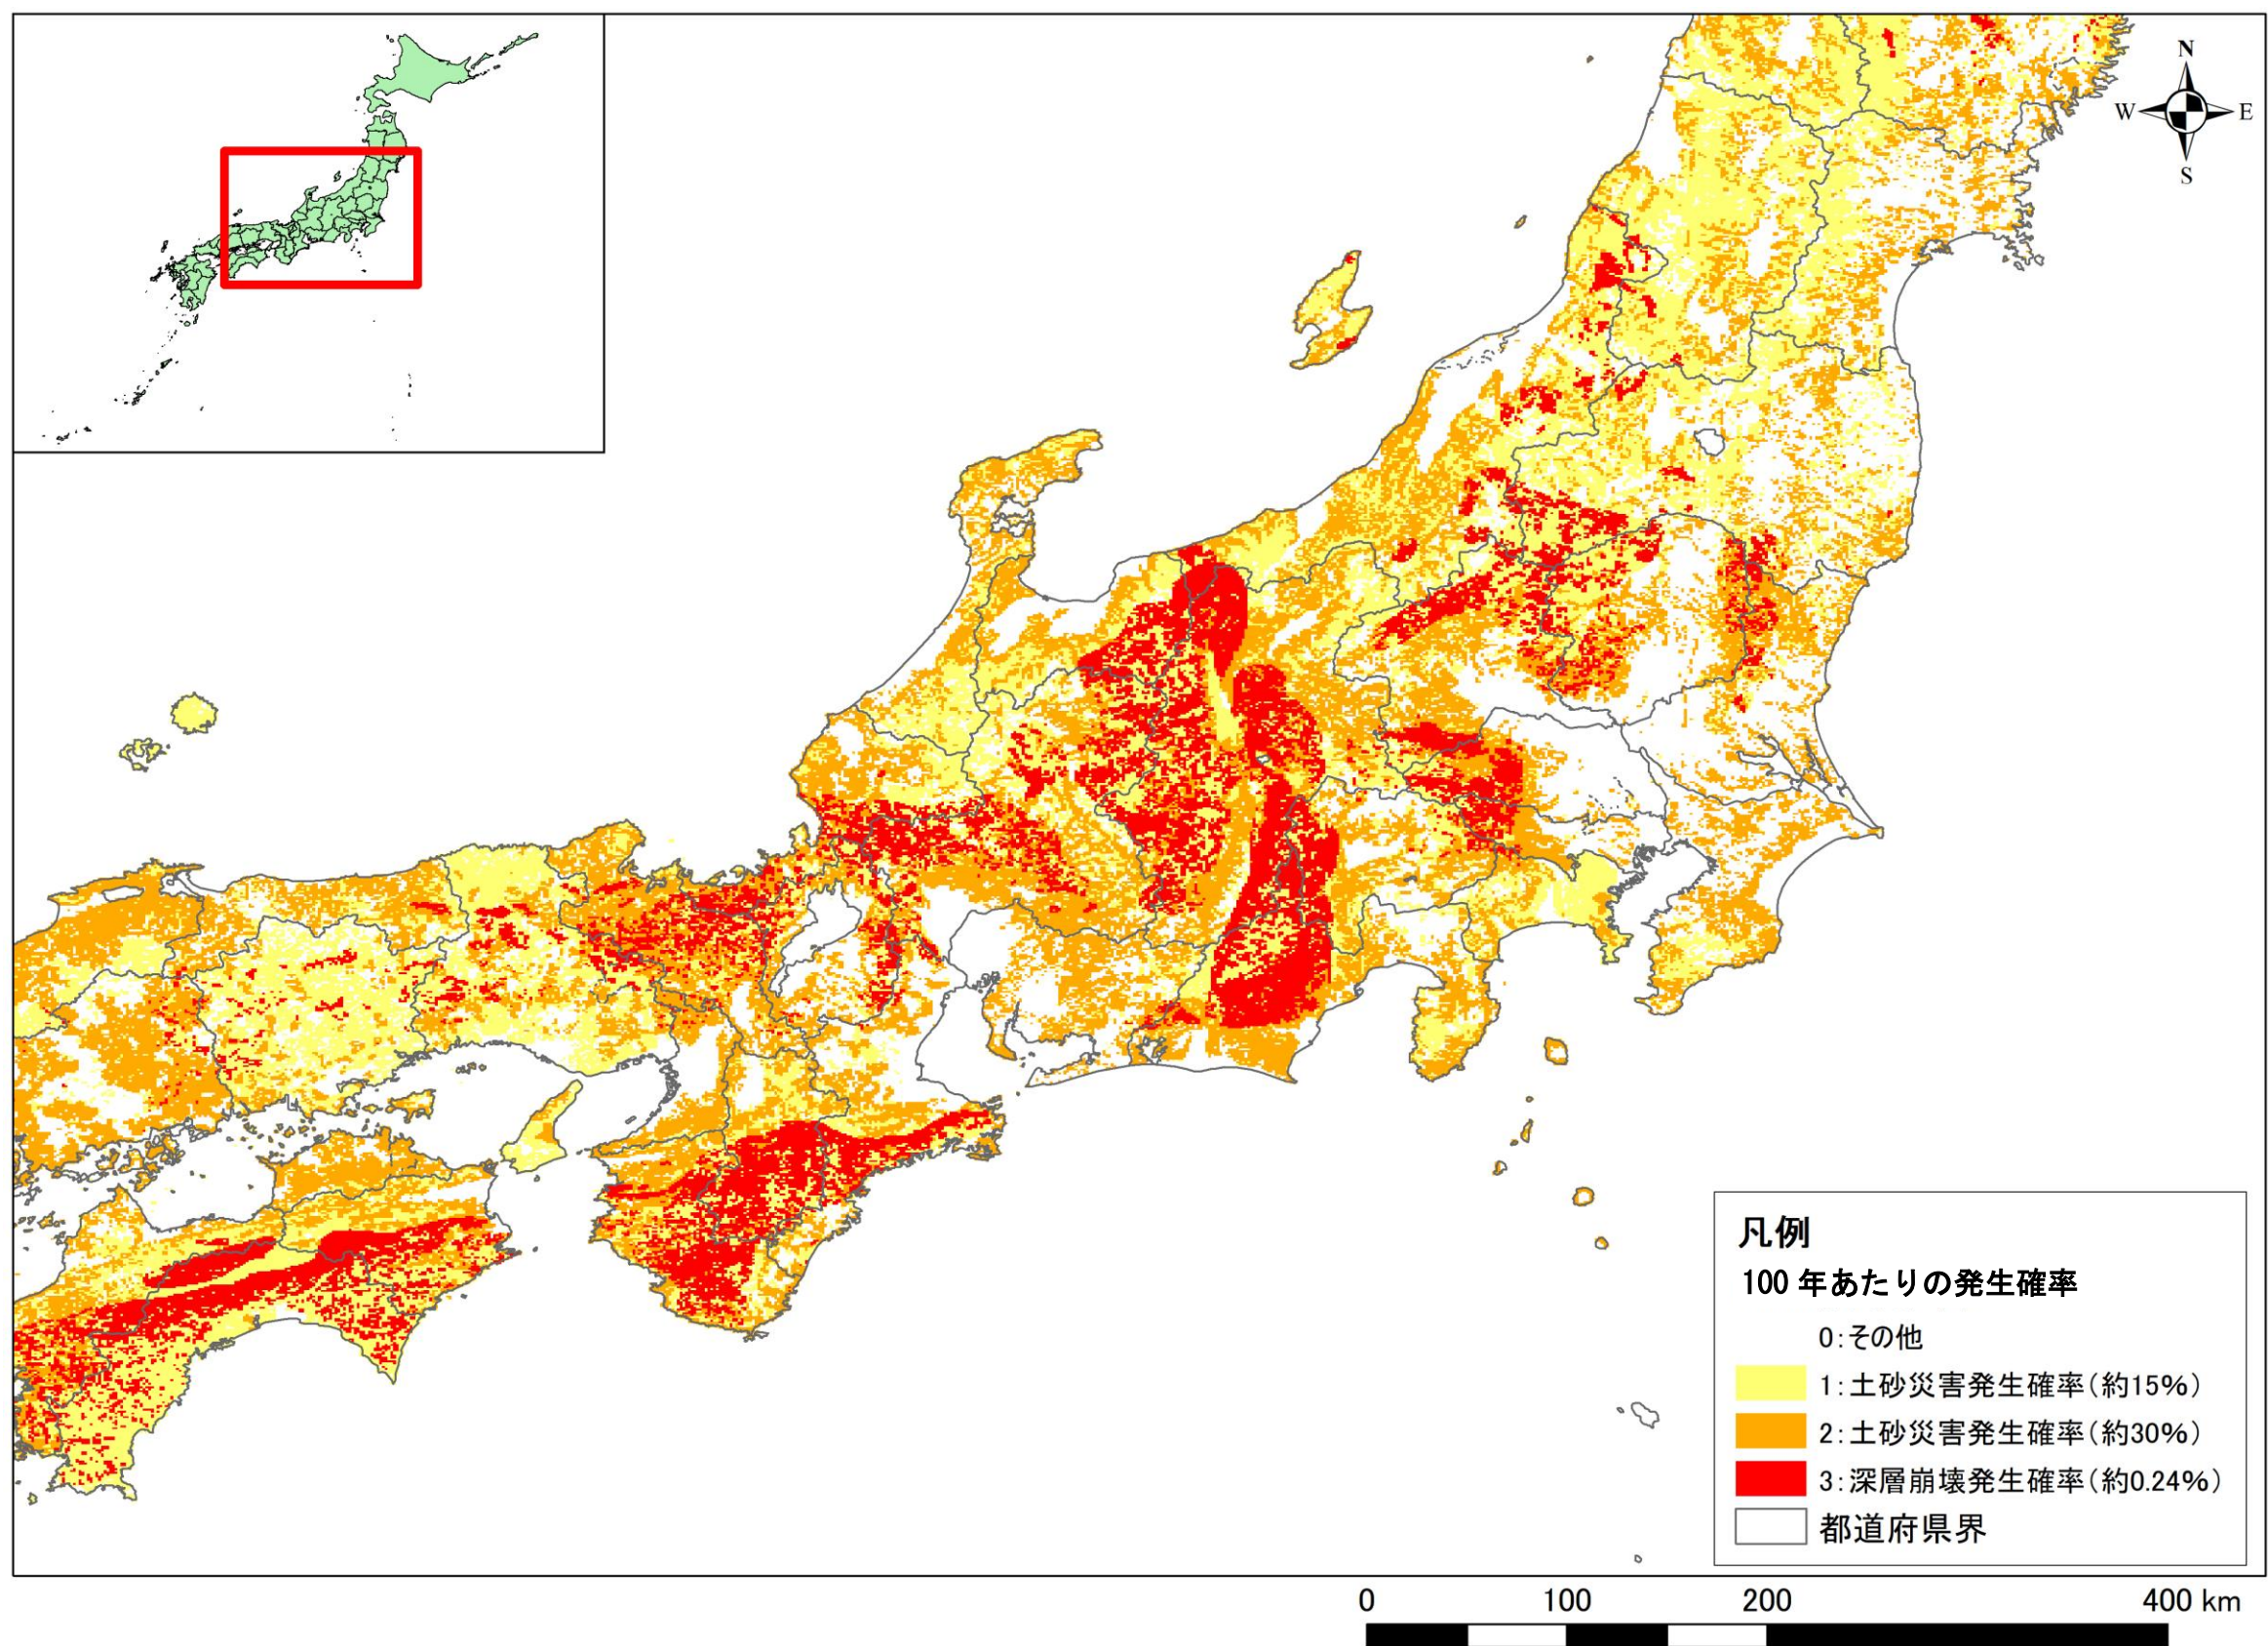 N
W E
S
凡例
100 年あたりの発生確率
0:その他
1:土砂災害発生確率(約15%)
2:土砂災害発生確率(約30%)
3:深層崩壊発生確率(約0.24%)
都道府県界
0 100 200 400 km